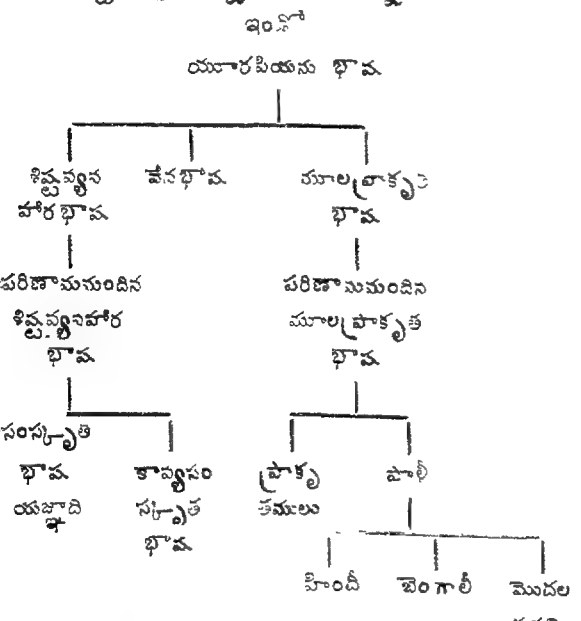 ఇండో
యూరపియను భాష
శిష్టవ్యవ
హారభాష
వేదభాష
మూలప్రాకృత
భాష
పరిణామమందిన
శిష్టవ్యవహార
భాష
పరిణామమందిన
మూలప్రాకృత
భాష
సంస్కృతి
భాష
యజ్ఞాది
కావ్యసం
స్కృత
భాష
ప్రాకృ
తములు
పాలీ
హిందీ
బెంగాలీ
మొదల